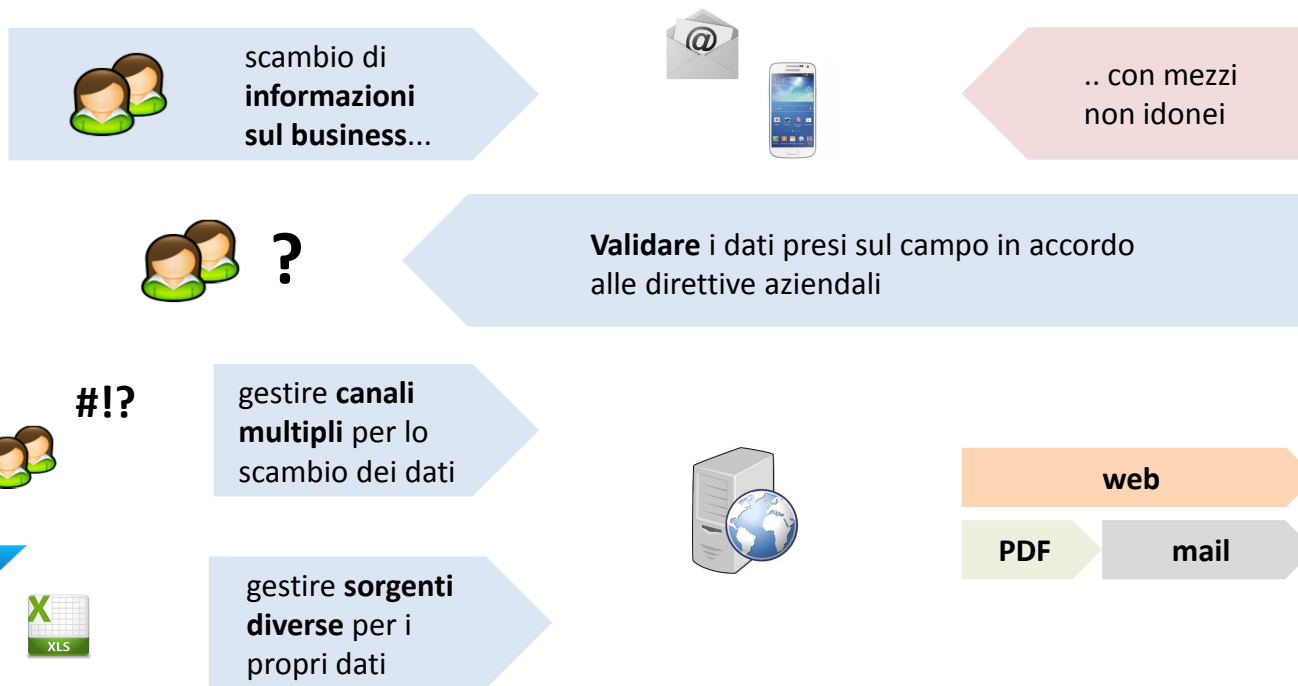 scambio di
informazioni
sul business...
@
.. con mezzi
non idonei
?
Validare i dati presi sul campo in accordo
alle direttive aziendali
#!?
gestire canali
multipli per lo
scambio dei dati
web
PDF
mail
gestire sorgenti
diverse per i
propri dati
X
XLS